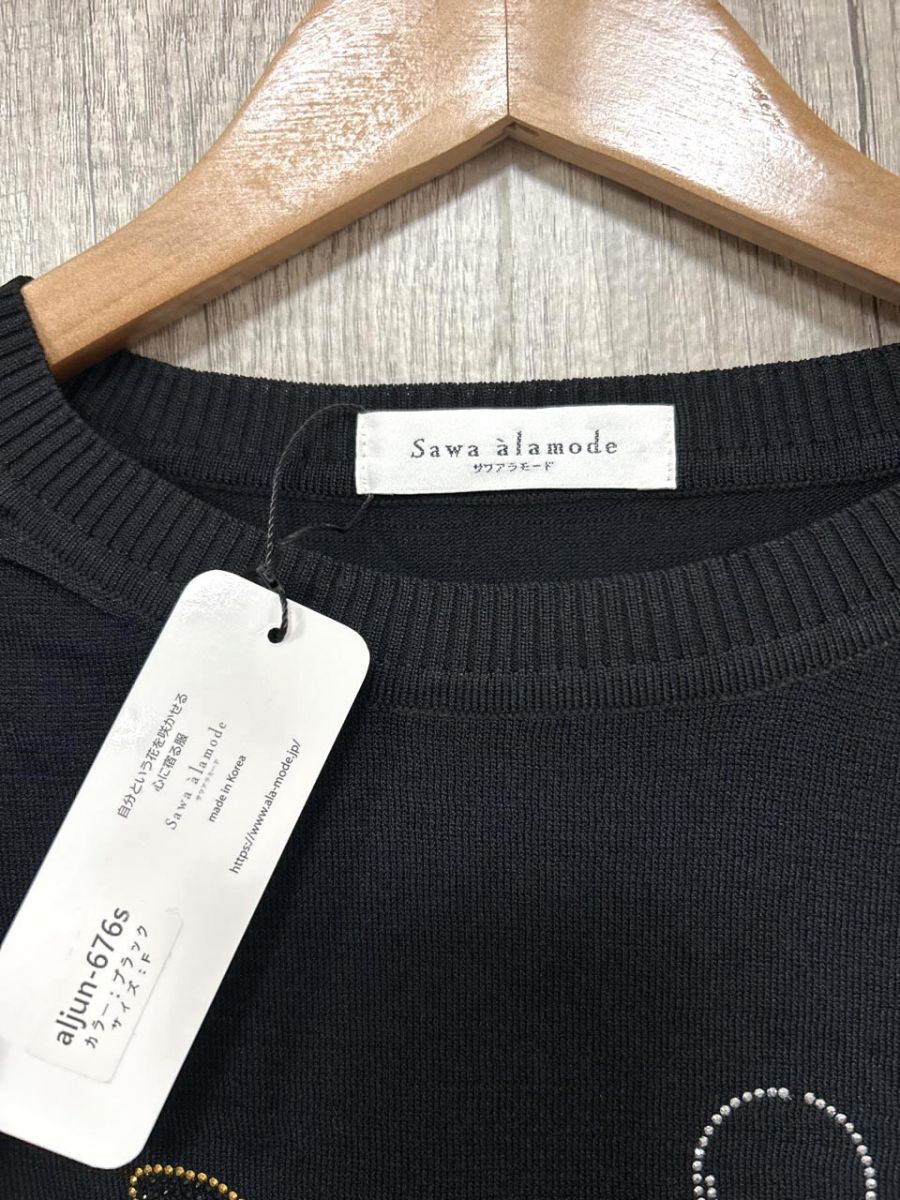 Sawa àlamode
サワアラモード
自分という花を咲かせる
心に宿る服
Sawa àlamode
サワアラモード
made in Korea
https://www.ala-mode.jp/
aljun-676s
カラー：ブラック
サイズ：F